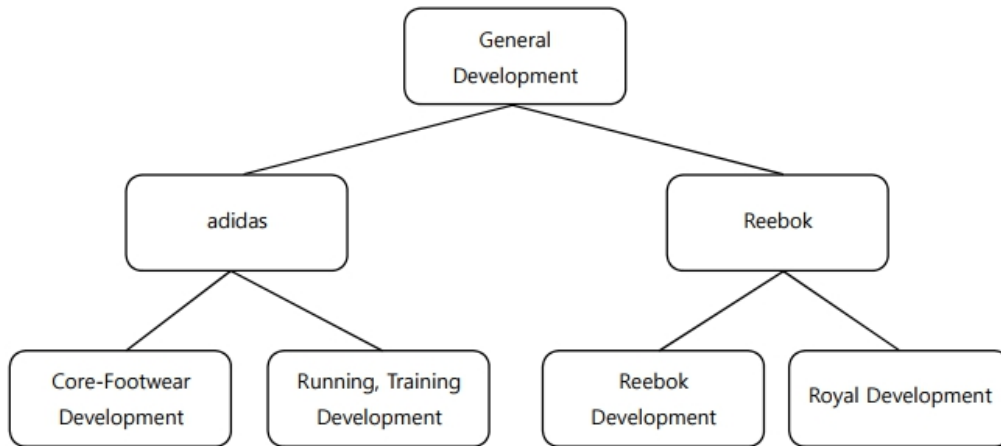 General
Development
adidas
Reebok
Core-Footwear
Development
Running, Training
Development
Reebok
Development
Royal Development